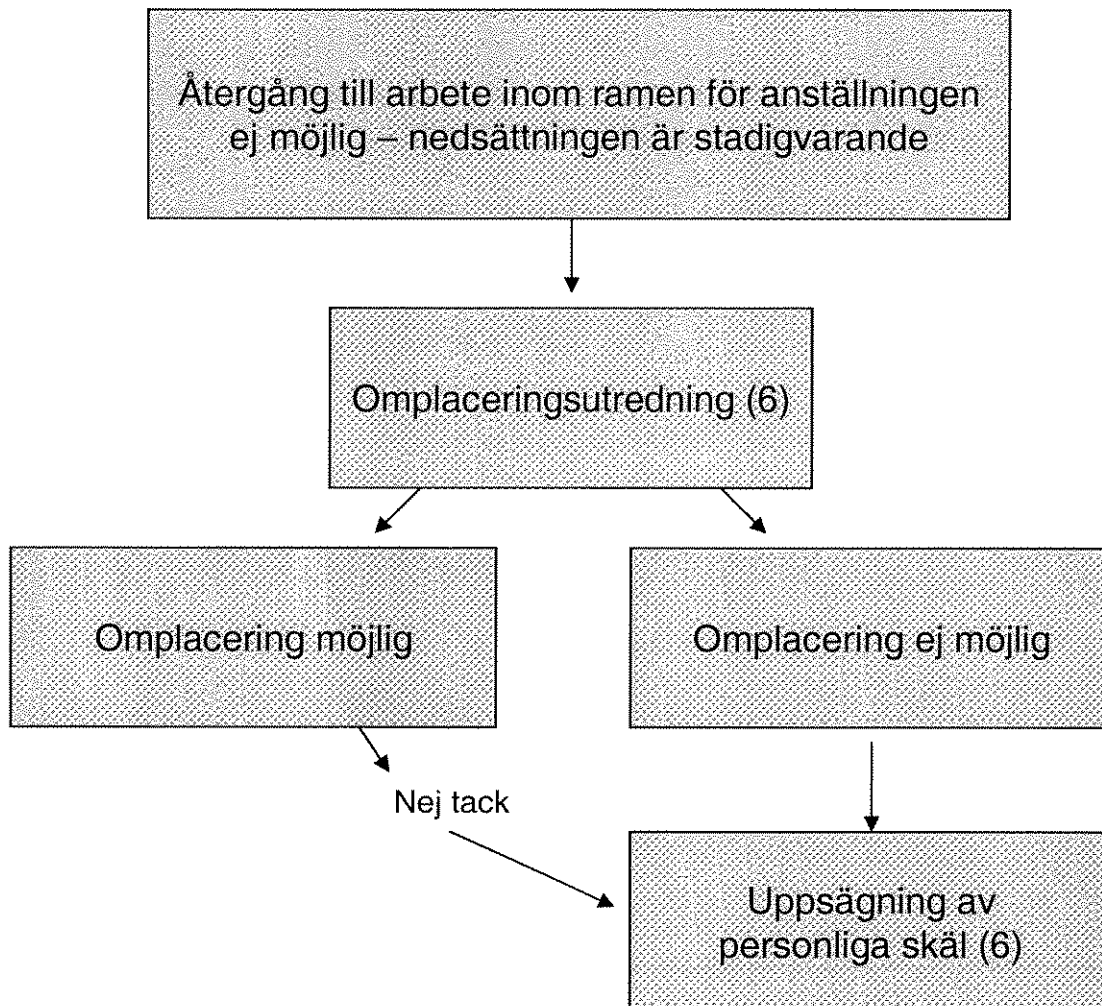 Återgång till arbete inom ramen för anställningen
ej möjlig – nedsättningen är stadigvarande
Omplaceringsutredning (6)
Omplacering möjlig
Omplacering ej möjlig
Nej tack
Uppsägning av
personliga skäl (6)